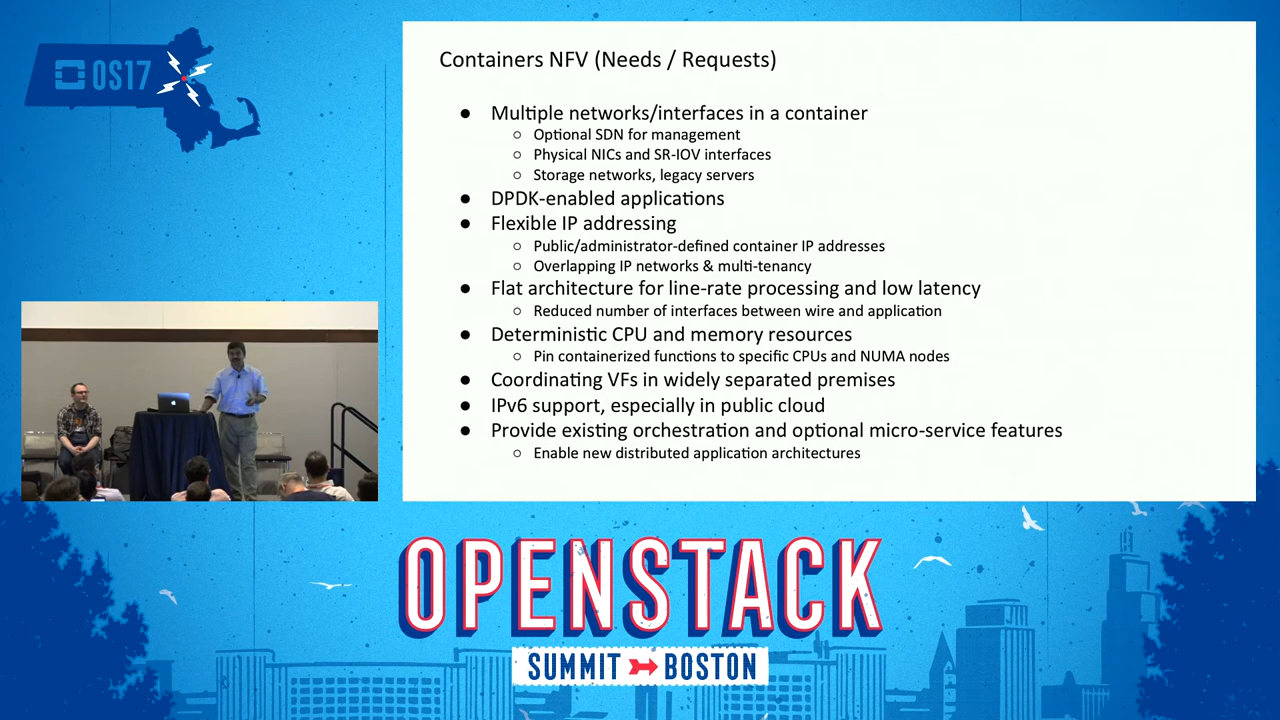 OS17
Containers NFV (Needs / Requests)
● Multiple networks/interfaces in a container
○ Optional SDN for management
○ Physical NICs and SR-IOV interfaces
○ Storage networks, legacy servers
● DPDK-enabled applications
● Flexible IP addressing
○ Public/administrator-defined container IP addresses
○ Overlapping IP networks & multi-tenancy
● Flat architecture for line-rate processing and low latency
○ Reduced number of interfaces between wire and application
● Deterministic CPU and memory resources
○ Pin containerized functions to specific CPUs and NUMA nodes
● Coordinating VFs in widely separated premises
● IPv6 support, especially in public cloud
● Provide existing orchestration and optional micro-service features
○ Enable new distributed application architectures
OPENSTACK
SUMMIT BOSTON